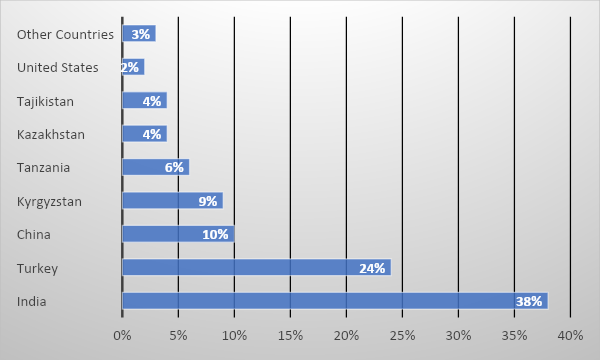 Other Countries 3%
United States 2%
Tajikistan 4%
Kazakhstan 4%
Tanzania 6%
Kyrgyzstan 9%
China 10%
Turkey 24%
India 38%
0% 5% 10% 15% 20% 25% 30% 35% 40%